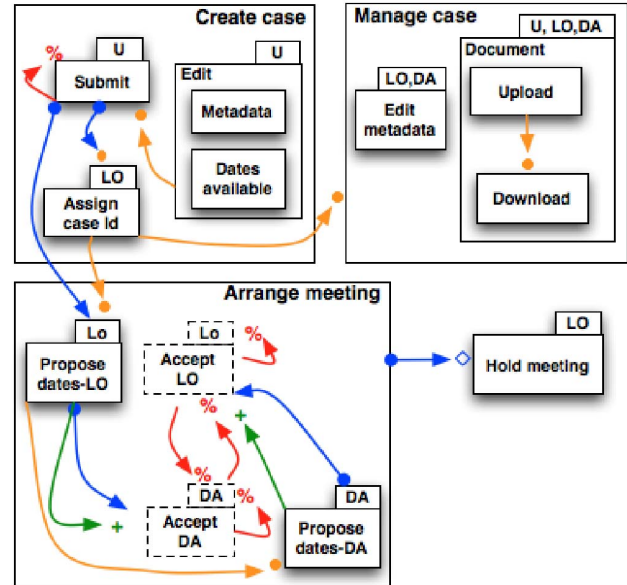 Create case
U
Submit
%
U
Edit
Metadata
Dates
available
LO
Assign
case Id
Manage case
U, LO,DA
Document
LO,DA
Edit
metadata
Upload
Download
Arrange meeting
Lo
Propose
dates-LO
Lo
Accept
LO
%
%
+
%
DA
%
Accept
DA
+
DA
Propose
dates-DA
LO
Hold meeting